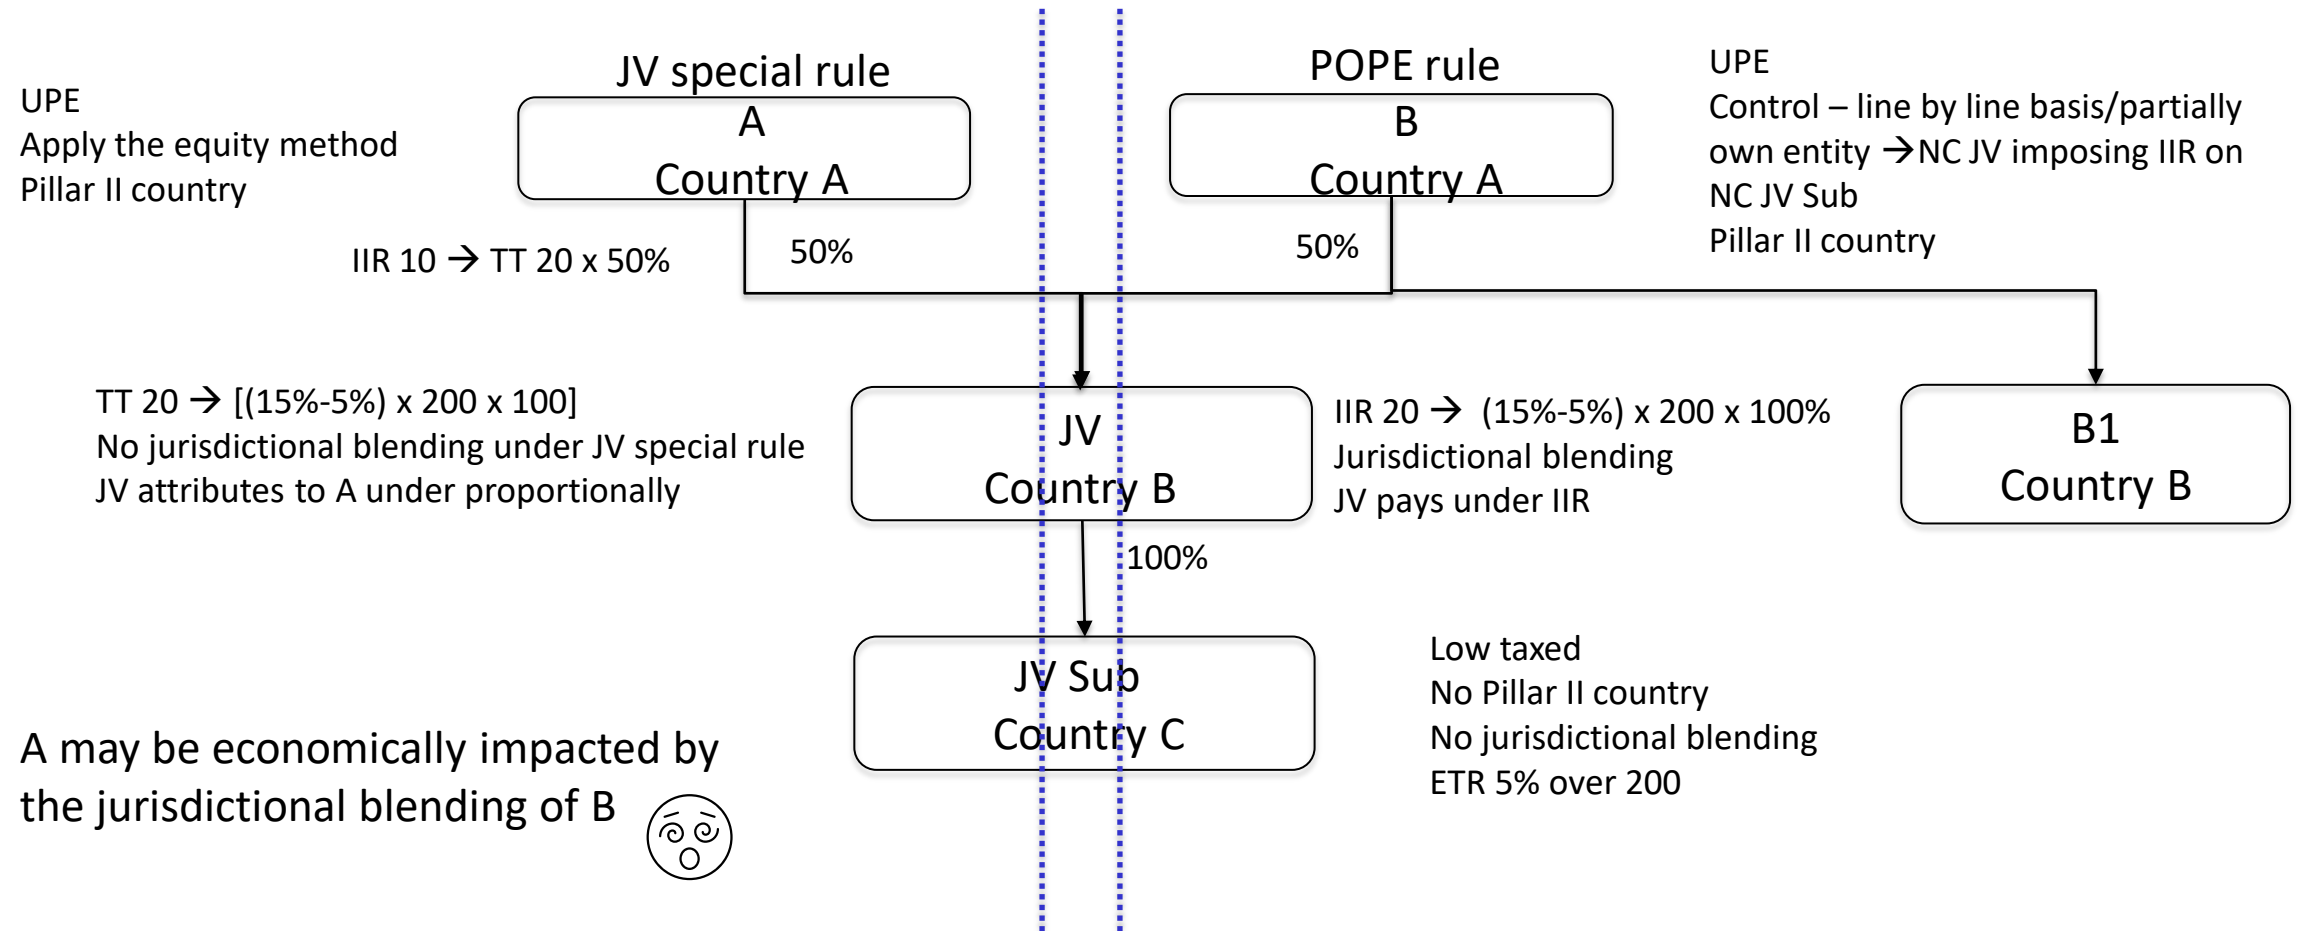 JV special rule
POPE rule
UPE
Apply the equity method
Pillar II country
A
Country A
B
Country A
UPE
Control – line by line basis/partially
own entity → NC JV imposing IIR on
NC JV Sub
Pillar II country
IIR 10 → TT 20 x 50%
50%
50%
TT 20 → [(15%-5%) x 200 x 100]
No jurisdictional blending under JV special rule
JV attributes to A under proportionally
JV
Country B
IIR 20 → (15%-5%) x 200 x 100%
Jurisdictional blending
JV pays under IIR
B1
Country B
100%
JV Sub
Country C
Low taxed
No Pillar II country
No jurisdictional blending
ETR 5% over 200
A may be economically impacted by
the jurisdictional blending of B